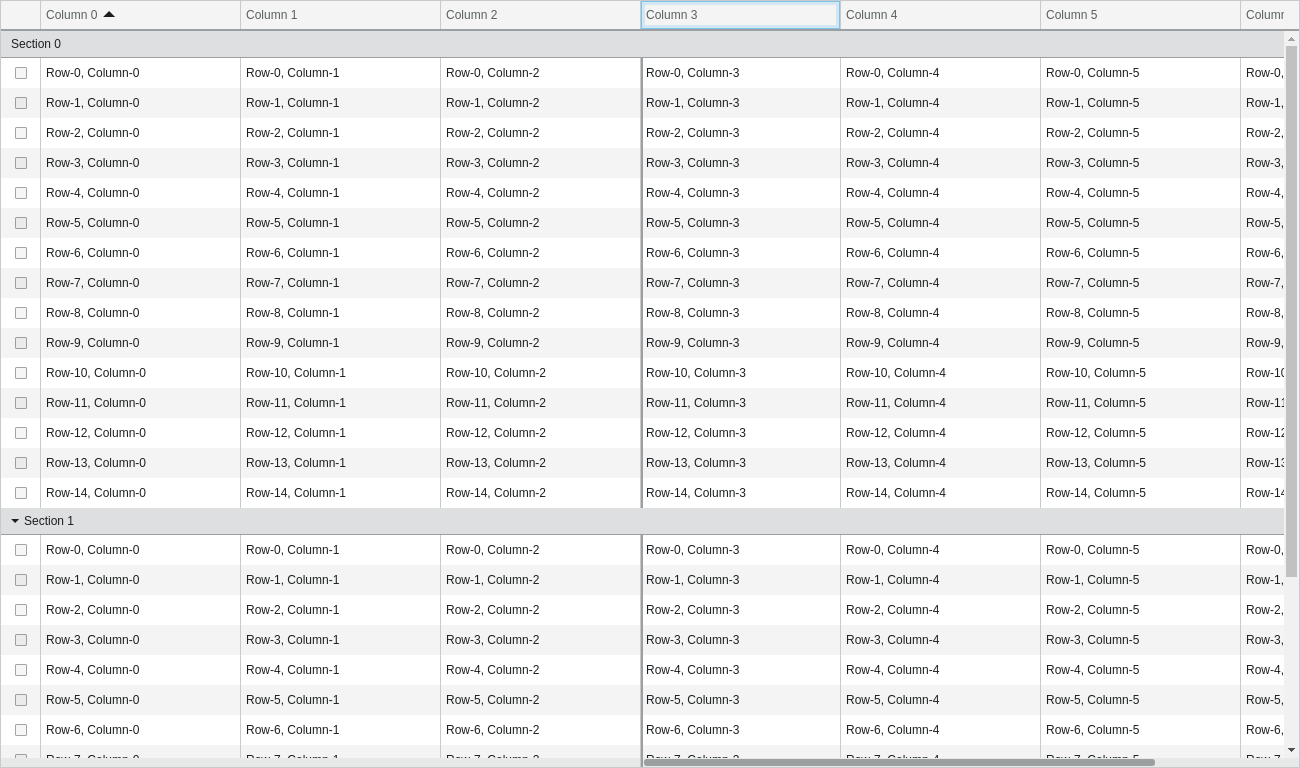 Column 0 Column 1 Column 2 Column 3 Column 4 Column 5 Column
Section 0
Row-0, Column-0 Row-0, Column-1 Row-0, Column-2 Row-0, Column-3 Row-0, Column-4 Row-0, Column-5 Row-0,
Row-1, Column-0 Row-1, Column-1 Row-1, Column-2 Row-1, Column-3 Row-1, Column-4 Row-1, Column-5 Row-1,
Row-2, Column-0 Row-2, Column-1 Row-2, Column-2 Row-2, Column-3 Row-2, Column-4 Row-2, Column-5 Row-2,
Row-3, Column-0 Row-3, Column-1 Row-3, Column-2 Row-3, Column-3 Row-3, Column-4 Row-3, Column-5 Row-3,
Row-4, Column-0 Row-4, Column-1 Row-4, Column-2 Row-4, Column-3 Row-4, Column-4 Row-4, Column-5 Row-4,
Row-5, Column-0 Row-5, Column-1 Row-5, Column-2 Row-5, Column-3 Row-5, Column-4 Row-5, Column-5 Row-5,
Row-6, Column-0 Row-6, Column-1 Row-6, Column-2 Row-6, Column-3 Row-6, Column-4 Row-6, Column-5 Row-6,
Row-7, Column-0 Row-7, Column-1 Row-7, Column-2 Row-7, Column-3 Row-7, Column-4 Row-7, Column-5 Row-7,
Row-8, Column-0 Row-8, Column-1 Row-8, Column-2 Row-8, Column-3 Row-8, Column-4 Row-8, Column-5 Row-8,
Row-9, Column-0 Row-9, Column-1 Row-9, Column-2 Row-9, Column-3 Row-9, Column-4 Row-9, Column-5 Row-9,
Row-10, Column-0 Row-10, Column-1 Row-10, Column-2 Row-10, Column-3 Row-10, Column-4 Row-10, Column-5 Row-10
Row-11, Column-0 Row-11, Column-1 Row-11, Column-2 Row-11, Column-3 Row-11, Column-4 Row-11, Column-5 Row-11
Row-12, Column-0 Row-12, Column-1 Row-12, Column-2 Row-12, Column-3 Row-12, Column-4 Row-12, Column-5 Row-12
Row-13, Column-0 Row-13, Column-1 Row-13, Column-2 Row-13, Column-3 Row-13, Column-4 Row-13, Column-5 Row-13
Row-14, Column-0 Row-14, Column-1 Row-14, Column-2 Row-14, Column-3 Row-14, Column-4 Row-14, Column-5 Row-14
Section 1
Row-0, Column-0 Row-0, Column-1 Row-0, Column-2 Row-0, Column-3 Row-0, Column-4 Row-0, Column-5 Row-0,
Row-1, Column-0 Row-1, Column-1 Row-1, Column-2 Row-1, Column-3 Row-1, Column-4 Row-1, Column-5 Row-1,
Row-2, Column-0 Row-2, Column-1 Row-2, Column-2 Row-2, Column-3 Row-2, Column-4 Row-2, Column-5 Row-2,
Row-3, Column-0 Row-3, Column-1 Row-3, Column-2 Row-3, Column-3 Row-3, Column-4 Row-3, Column-5 Row-3,
Row-4, Column-0 Row-4, Column-1 Row-4, Column-2 Row-4, Column-3 Row-4, Column-4 Row-4, Column-5 Row-4,
Row-5, Column-0 Row-5, Column-1 Row-5, Column-2 Row-5, Column-3 Row-5, Column-4 Row-5, Column-5 Row-5,
Row-6, Column-0 Row-6, Column-1 Row-6, Column-2 Row-6, Column-3 Row-6, Column-4 Row-6, Column-5 Row-6,